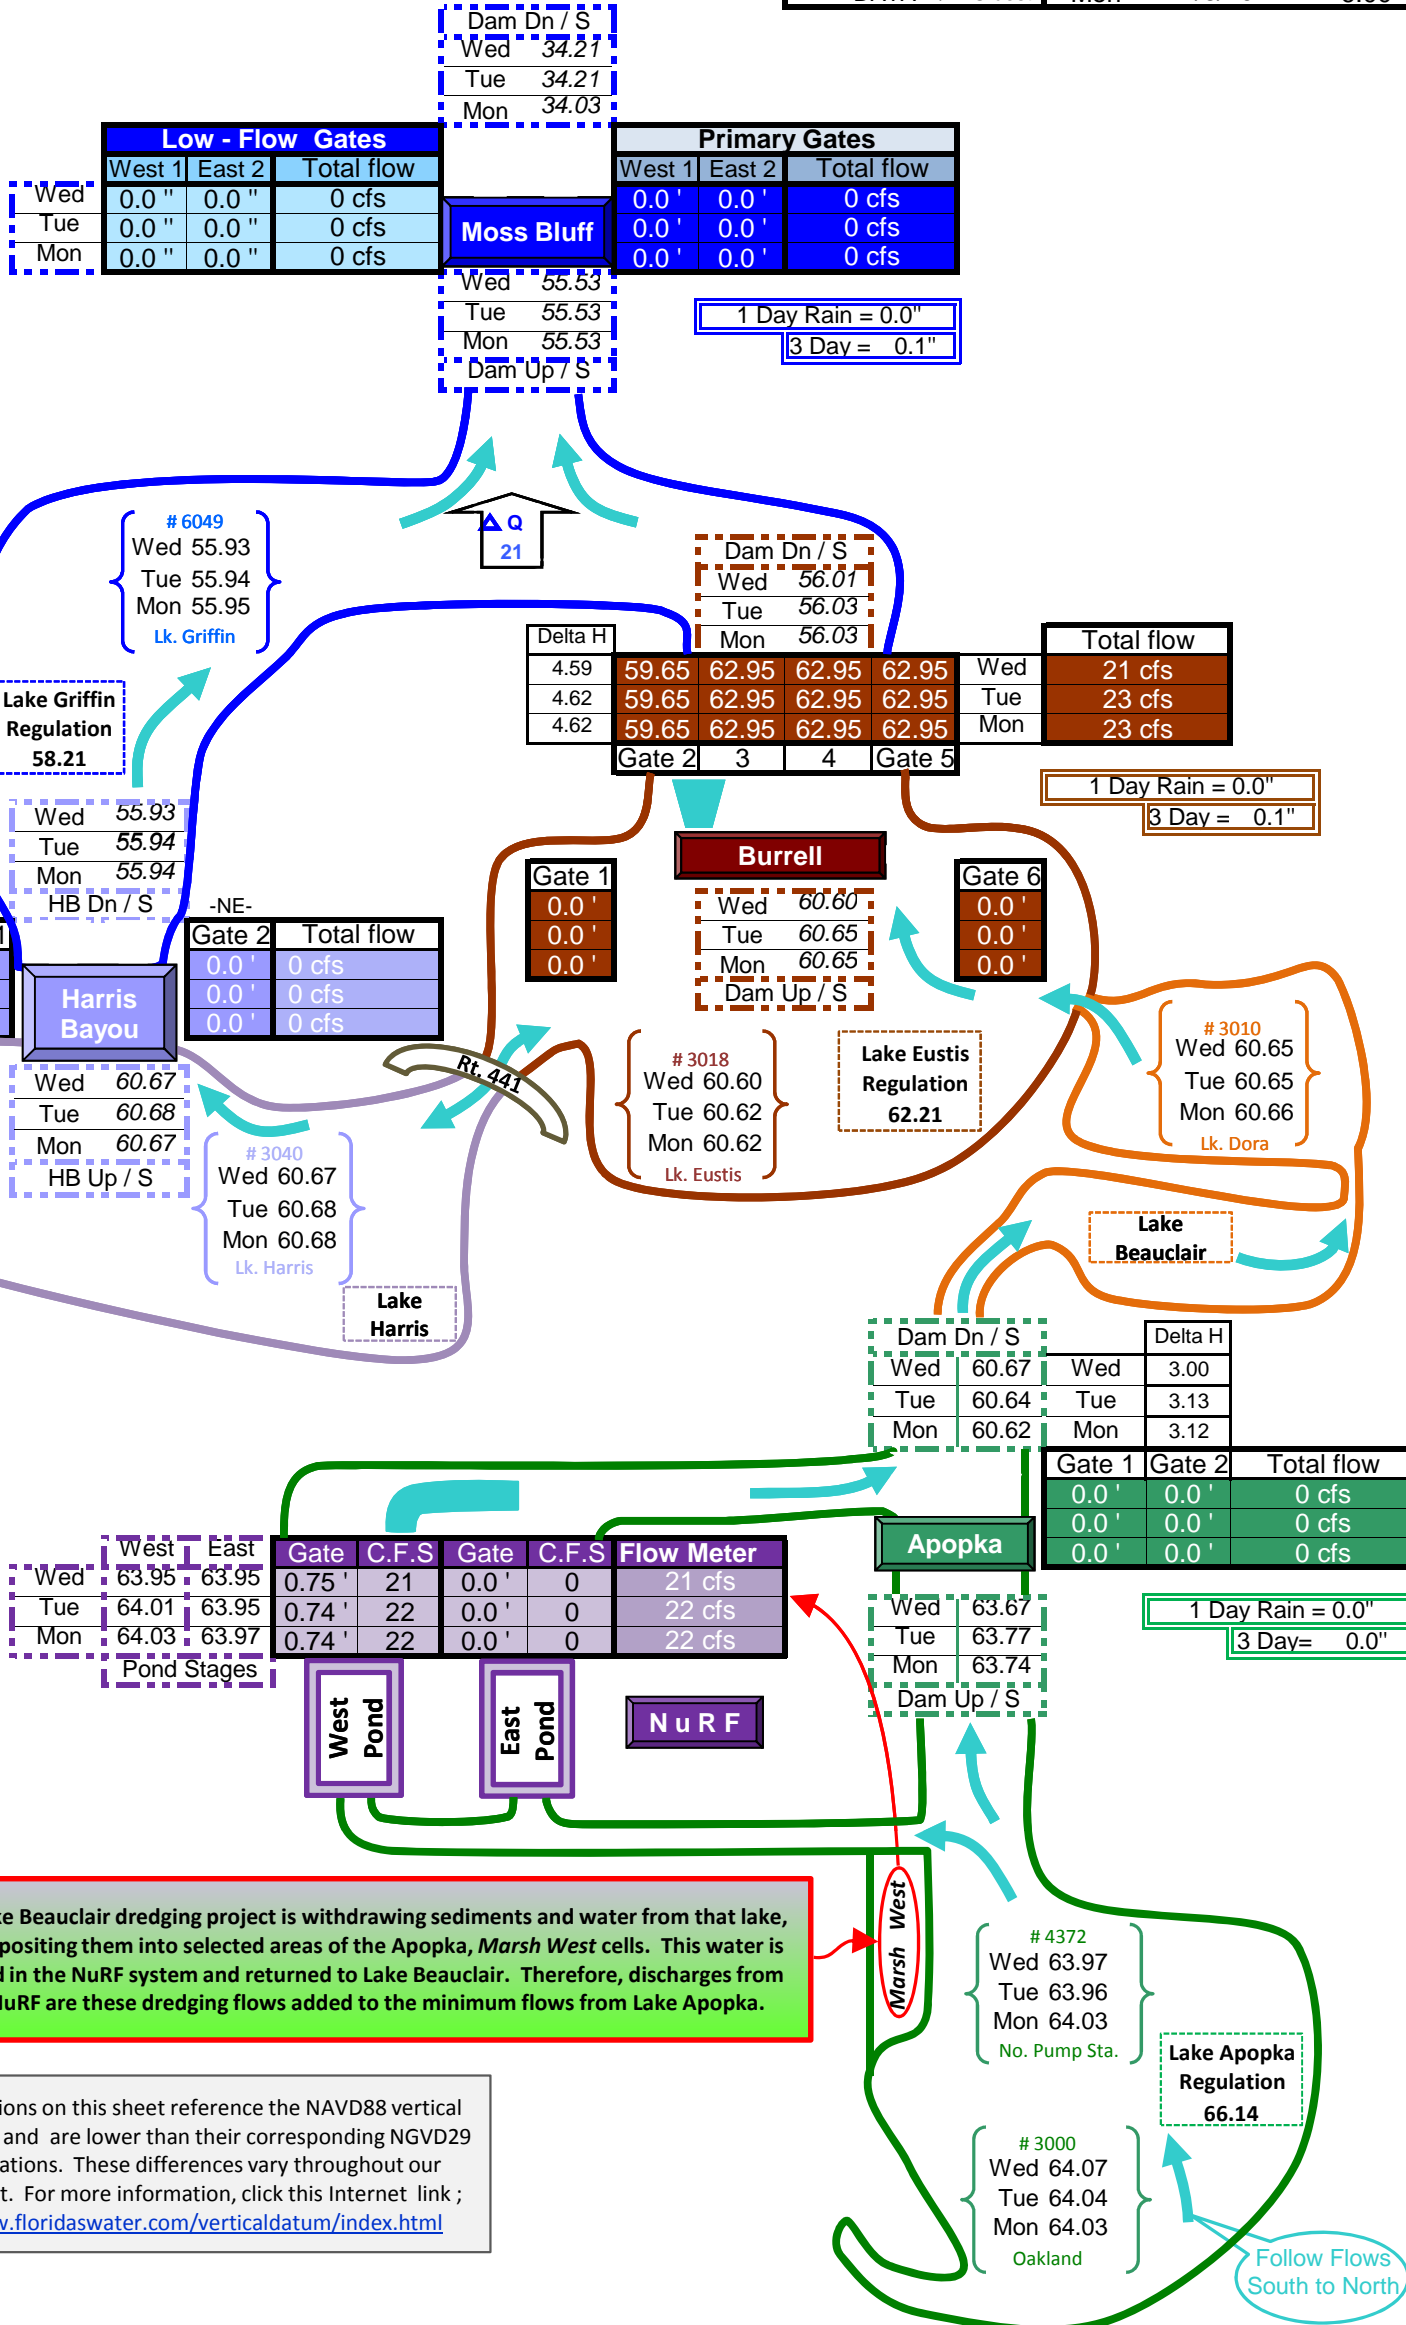 Dam Dn / S
Wed 34.21
Tue 34.21
Mon 34.03
Low - Flow Gates
West 1 East 2 Total flow
Wed 0.0 " 0.0 " 0 cfs
Tue 0.0 " 0.0 " 0 cfs
Mon 0.0 " 0.0 " 0 cfs
Moss Bluff
Primary Gates
West 1 East 2 Total flow
0.0 ' 0.0 ' 0 cfs
0.0 ' 0.0 ' 0 cfs
0.0 ' 0.0 ' 0 cfs
Wed 55.53
Tue 55.53
Mon 55.53
Dam Up / S
1 Day Rain = 0.0"
3 Day = 0.1"
# 6049
Wed 55.93
Tue 55.94
Mon 55.95
Lk. Griffin
Δ Q
21
Dam Dn / S
Wed 56.01
Tue 56.03
Mon 56.03
Delta H
4.59 59.65 62.95 62.95 62.95 Wed
4.62 59.65 62.95 62.95 62.95 Tue
4.62 59.65 62.95 62.95 62.95 Mon
Gate 2 3 4 Gate 5
Total flow
21 cfs
23 cfs
23 cfs
Lake Griffin
Regulation
58.21
1 Day Rain = 0.0"
3 Day = 0.1"
Wed 55.93
Tue 55.94
Mon 55.94
HB Dn / S
-NE-
Gate 2 Total flow
0.0 ' 0 cfs
0.0 ' 0 cfs
0.0 ' 0 cfs
Harris
Bayou
Burrell
Gate 1
0.0 '
0.0 '
0.0 '
Wed 60.60
Tue 60.65
Mon 60.65
Dam Up / S
Gate 6
0.0 '
0.0 '
0.0 '
Wed 60.67
Tue 60.68
Mon 60.67
HB Up / S
Rt. 441
# 3018
Wed 60.60
Tue 60.62
Mon 60.62
Lk. Eustis
Lake Eustis
Regulation
62.21
# 3010
Wed 60.65
Tue 60.65
Mon 60.66
Lk. Dora
# 3040
Wed 60.67
Tue 60.68
Mon 60.68
Lk. Harris
Lake
Harris
Lake
Beauclair
Dam Dn / S
Wed 60.67
Tue 60.64
Mon 60.62
Delta H
Wed 3.00
Tue 3.13
Mon 3.12
Gate 1 Gate 2 Total flow
0.0 ' 0.0 ' 0 cfs
0.0 ' 0.0 ' 0 cfs
0.0 ' 0.0 ' 0 cfs
Apopka
West East Gate C.F.S Gate C.F.S Flow Meter
Wed 63.95 63.95 0.75 ' 21 0.0 ' 0 21 cfs
Tue 64.01 63.95 0.74 ' 22 0.0 ' 0 22 cfs
Mon 64.03 63.97 0.74 ' 22 0.0 ' 0 22 cfs
Pond Stages
Wed 63.67
Tue 63.77
Mon 63.74
Dam Up / S
1 Day Rain = 0.0"
3 Day= 0.0"
West
Pond
East
Pond
N u R F
ke Beauclair dredging project is withdrawing sediments and water from that lake,
positing them into selected areas of the Apopka, Marsh West cells. This water is
d in the NuRF system and returned to Lake Beauclair. Therefore, discharges from
NuRF are these dredging flows added to the minimum flows from Lake Apopka.
Marsh West
# 4372
Wed 63.97
Tue 63.96
Mon 64.03
No. Pump Sta.
Lake Apopka
Regulation
66.14
ions on this sheet reference the NAVD88 vertical
and are lower than their corresponding NGVD29
ations. These differences vary throughout our
t. For more information, click this Internet link ;
w.floridaswater.com/verticaldatum/index.html
# 3000
Wed 64.07
Tue 64.04
Mon 64.03
Oakland
Follow Flows
South to North